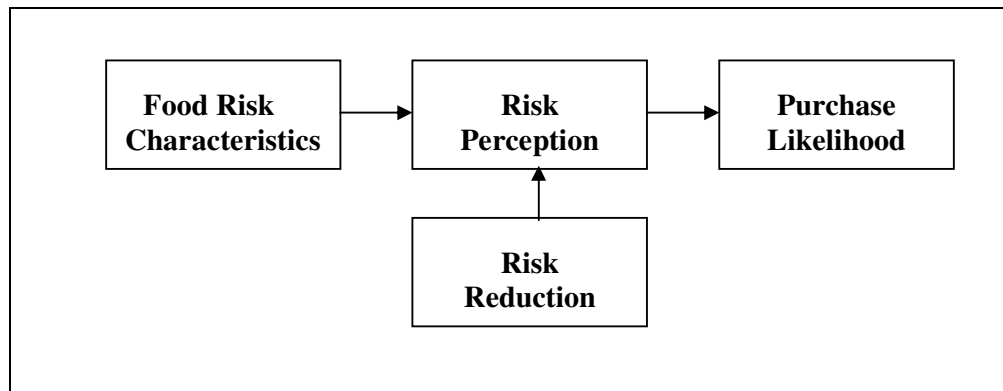 Food Risk
Characteristics
Risk
Perception
Purchase
Likelihood
Risk
Reduction